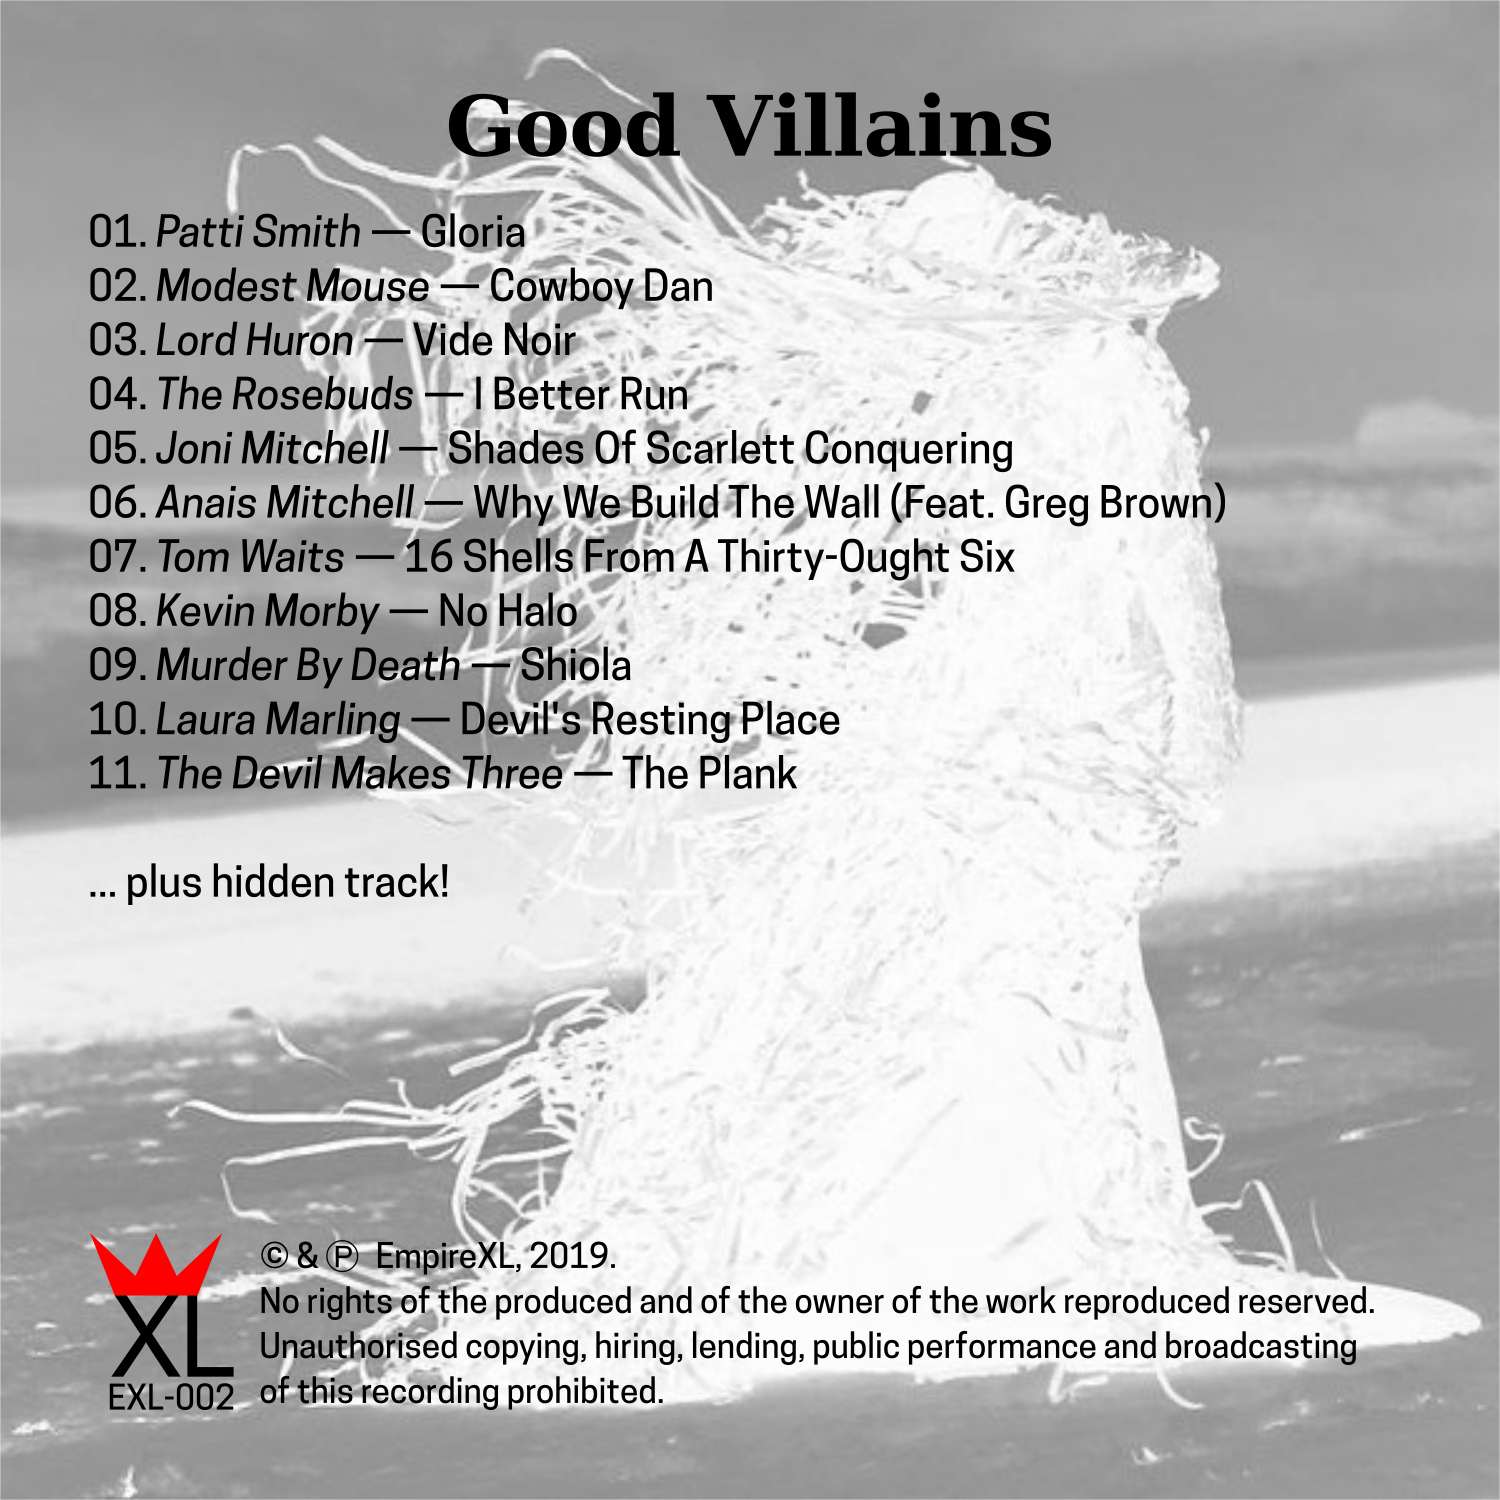 Good Villains
01. Patti Smith — Gloria
02. Modest Mouse — Cowboy Dan
03. Lord Huron — Vide Noir
04. The Rosebuds — I Better Run
05. Joni Mitchell — Shades Of Scarlett Conquering
06. Anais Mitchell — Why We Build The Wall (Feat. Greg Brown)
07. Tom Waits — 16 Shells From A Thirty-Ought Six
08. Kevin Morby — No Halo
09. Murder By Death — Shiola
10. Laura Marling — Devil's Resting Place
11. The Devil Makes Three — The Plank
... plus hidden track!
XL
EXL-002
© & ℗ EmpireXL, 2019.
No rights of the produced and of the owner of the work reproduced reserved.
Unauthorised copying, hiring, lending, public performance and broadcasting
of this recording prohibited.